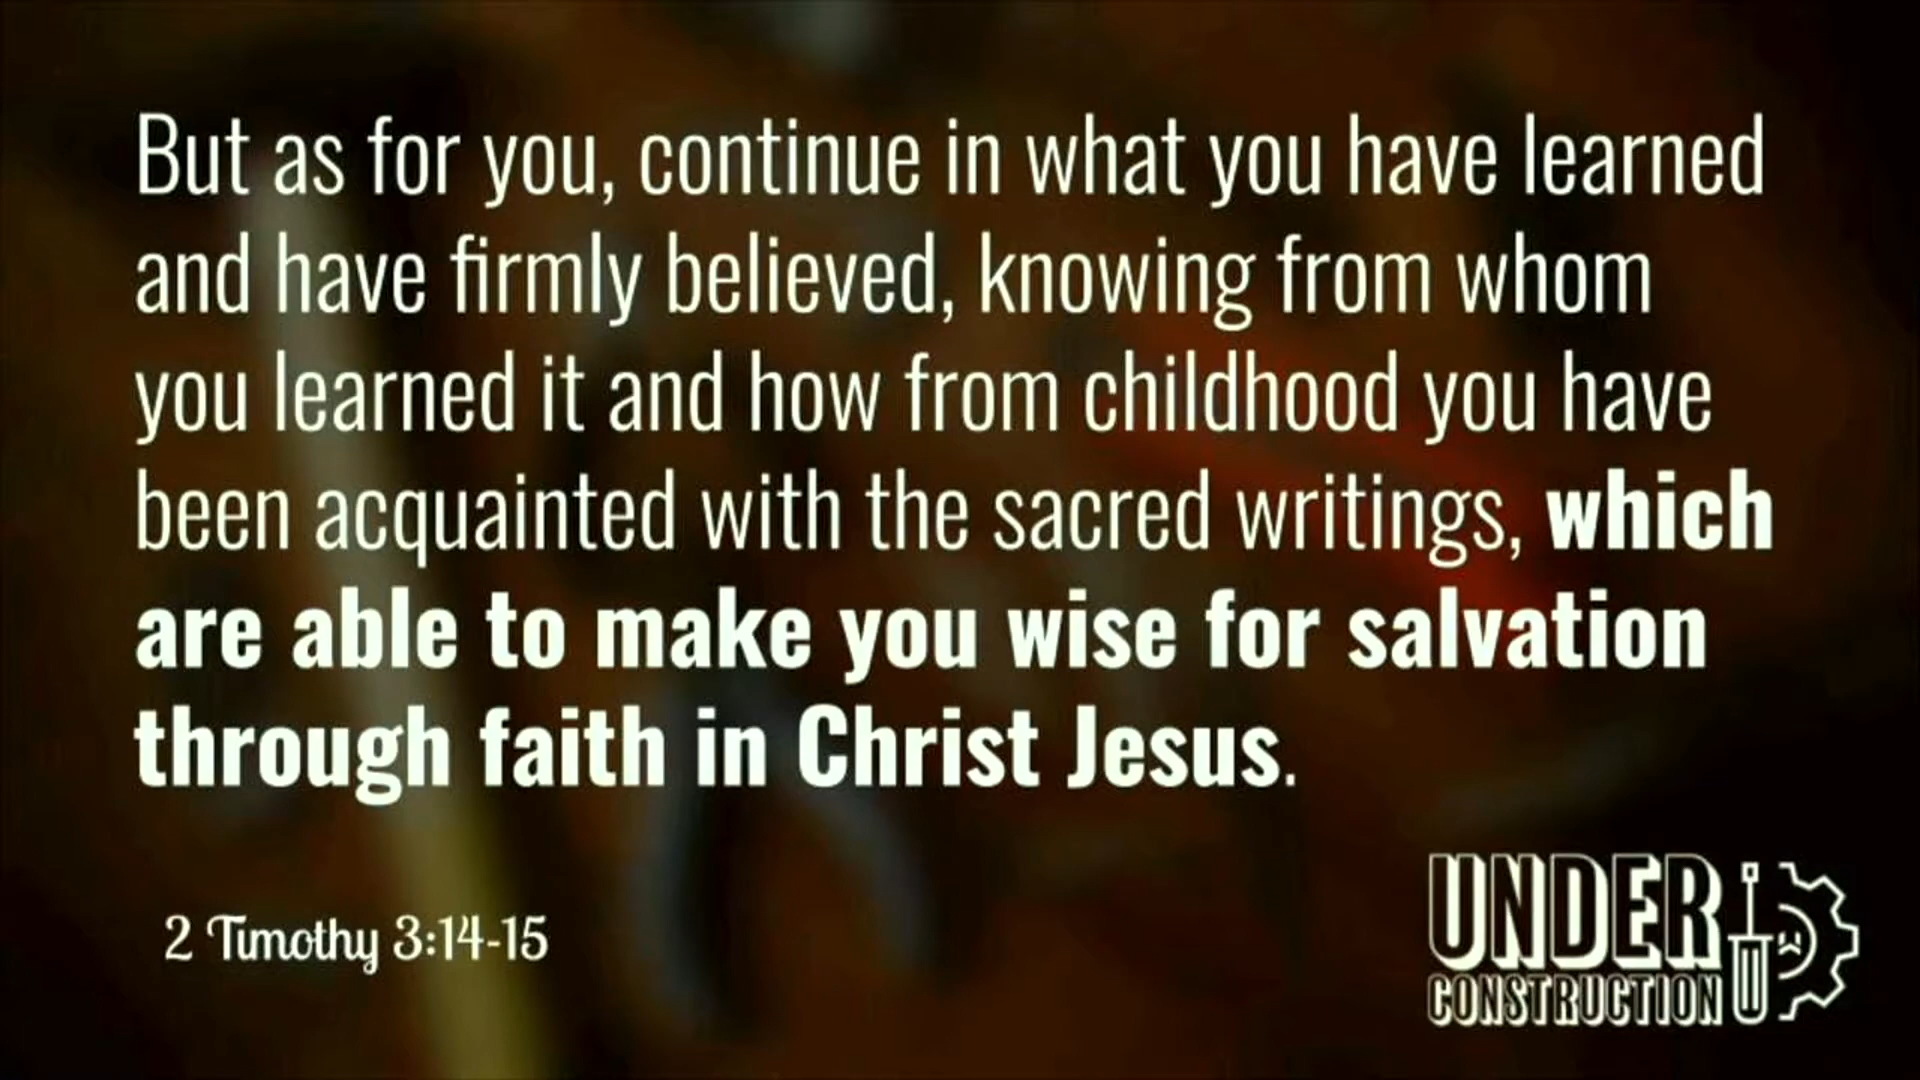 But as for you, continue in what you have learned
and have firmly believed, knowing from whom
you learned it and how from childhood you have
been acquainted with the sacred writings, which
are able to make you wise for salvation
through faith in Christ Jesus.
2 Timothy 3:14-15
UNDER
CONSTRUCTION